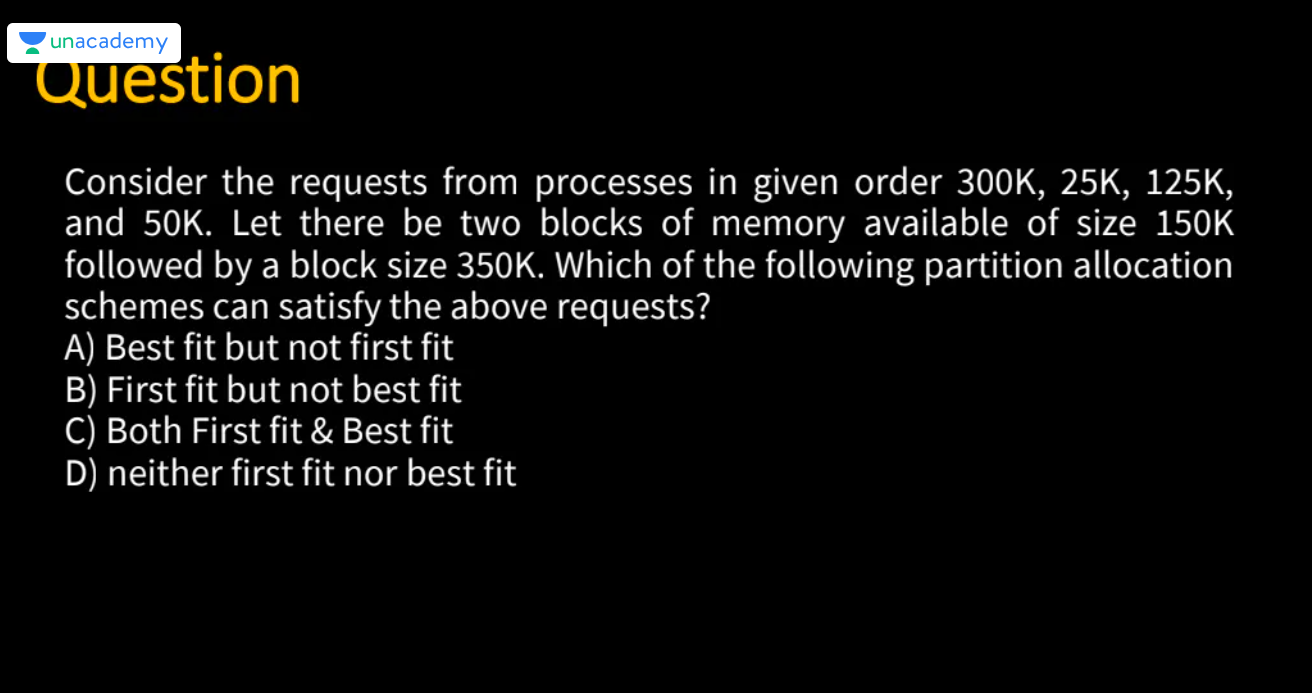 unacademy
Question
Consider the requests from processes in given order 300K, 25K, 125K,
and 50K. Let there be two blocks of memory available of size 150K
followed by a block size 350K. Which of the following partition allocation
schemes can satisfy the above requests?
A) Best fit but not first fit
B) First fit but not best fit
C) Both First fit & Best fit
D) neither first fit nor best fit